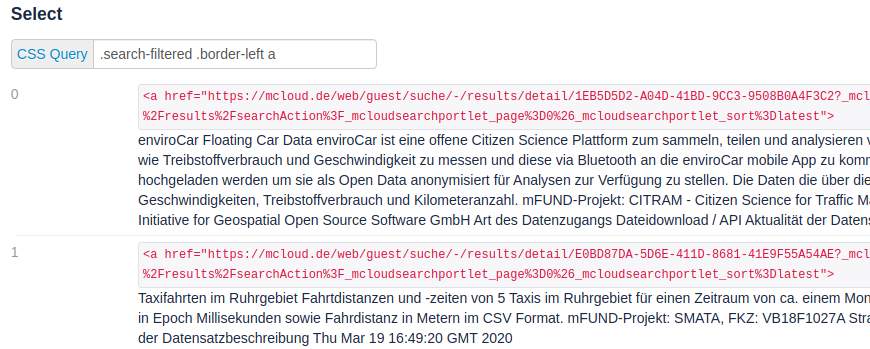 Select
CSS Query .search-filtered .border-left a
0
<a href="https://mcloud.de/web/guest/suche/-/results/detail/1EB5D5D2-A04D-41BD-9CC3-9508B0A4F3C2?_mcl
%2Fresults%2FsearchAction%3F_mcloudsearchportlet_page%3D0%26_mcloudsearchportlet_sort%3Dlatest">
enviroCar Floating Car Data enviroCar ist eine offene Citizen Science Plattform zum sammeln, teilen und analysieren v
wie Treibstoffverbrauch und Geschwindigkeit zu messen und diese via Bluetooth an die enviroCar mobile App zu kom
hochgeladen werden um sie als Open Data anonymisiert für Analysen zur Verfügung zu stellen. Die Daten die über die
Geschwindigkeiten, Treibstoffverbrauch und Kilometeranzahl. mFUND-Projekt: CITRAM - Citizen Science for Traffic Ma
Initiative for Geospatial Open Source Software GmbH Art des Datenzugangs Dateidownload / API Aktualität der Daten
1
<a href="https://mcloud.de/web/guest/suche/-/results/detail/E0BD87DA-5D6E-411D-8681-41E9F55A54AE?_mcl
%2Fresults%2FsearchAction%3F_mcloudsearchportlet_page%3D0%26_mcloudsearchportlet_sort%3Dlatest">
Taxifahrten im Ruhrgebiet Fahrtdistanzen und -zeiten von 5 Taxis im Ruhrgebiet für einen Zeitraum von ca. einem Mon
in Epoch Millisekunden sowie Fahrdistanz in Metern im CSV Format. mFUND-Projekt: SMATA, FKZ: VB18F1027A Stra
der Datensatzbeschreibung Thu Mar 19 16:49:20 GMT 2020